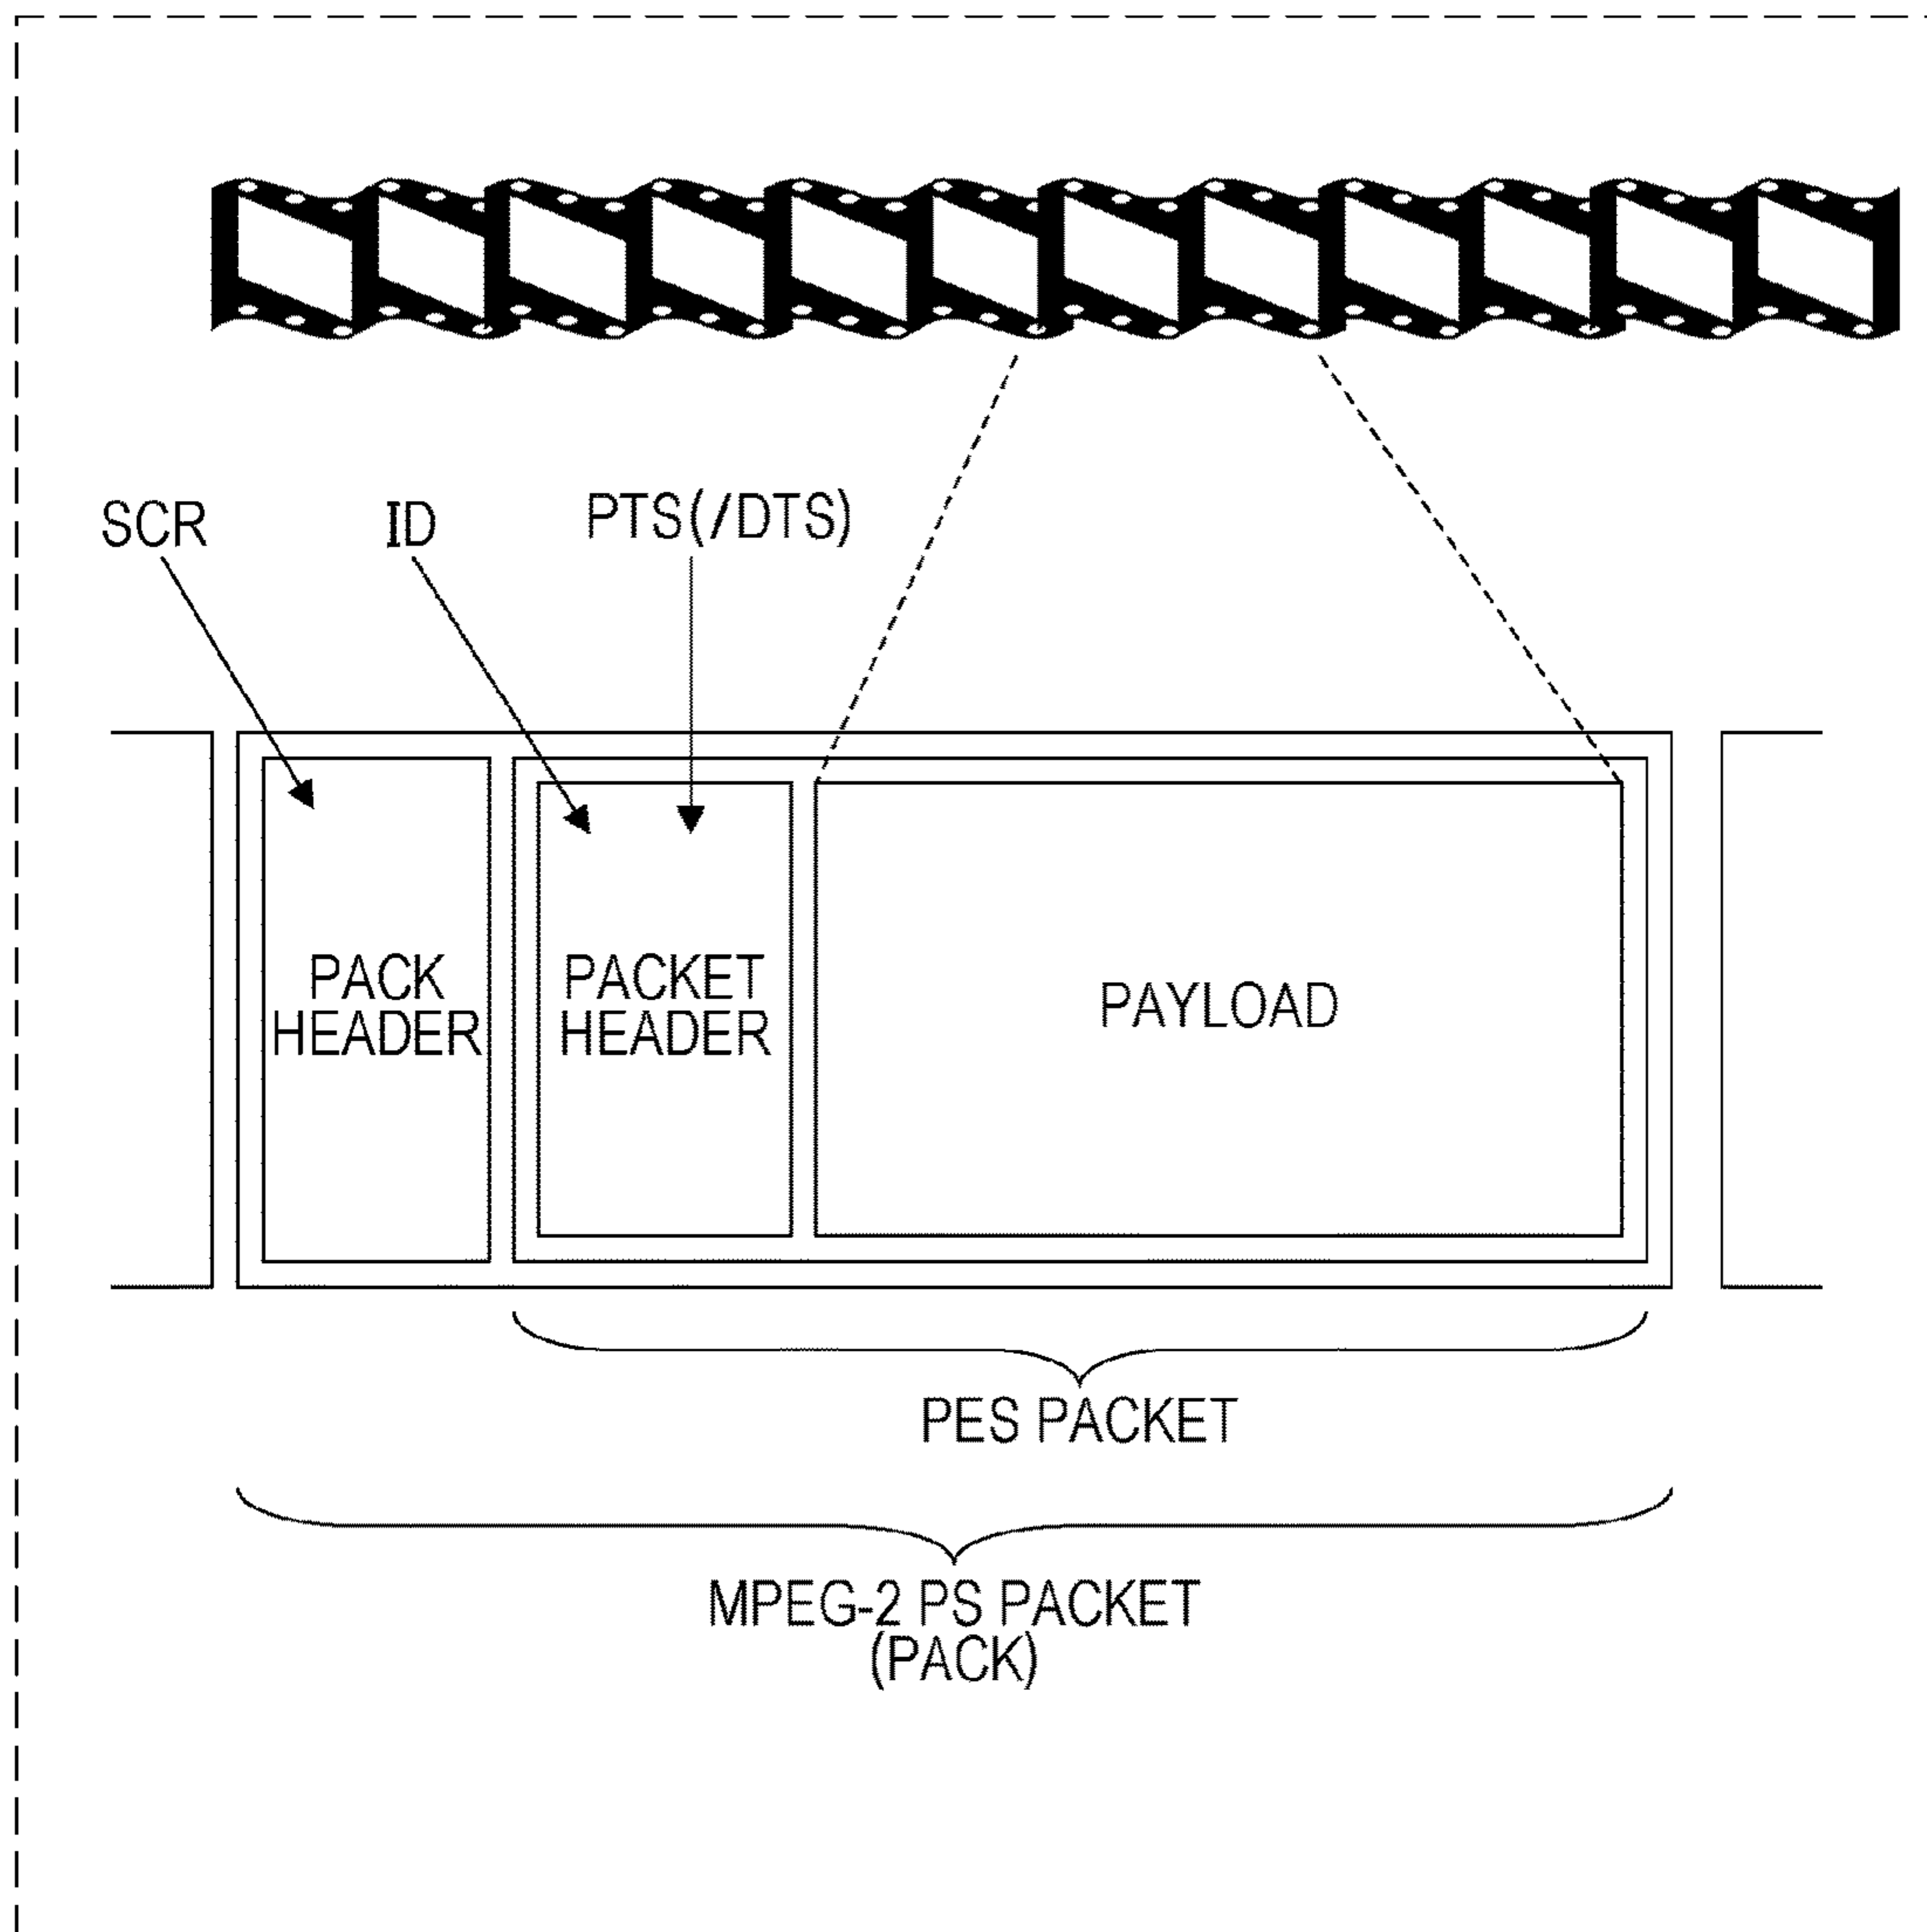 SCR
ID
PTS(/DTS)
PACK
HEADER
PACKET
HEADER
PAYLOAD
PES PACKET
MPEG-2 PS PACKET
(PACK)